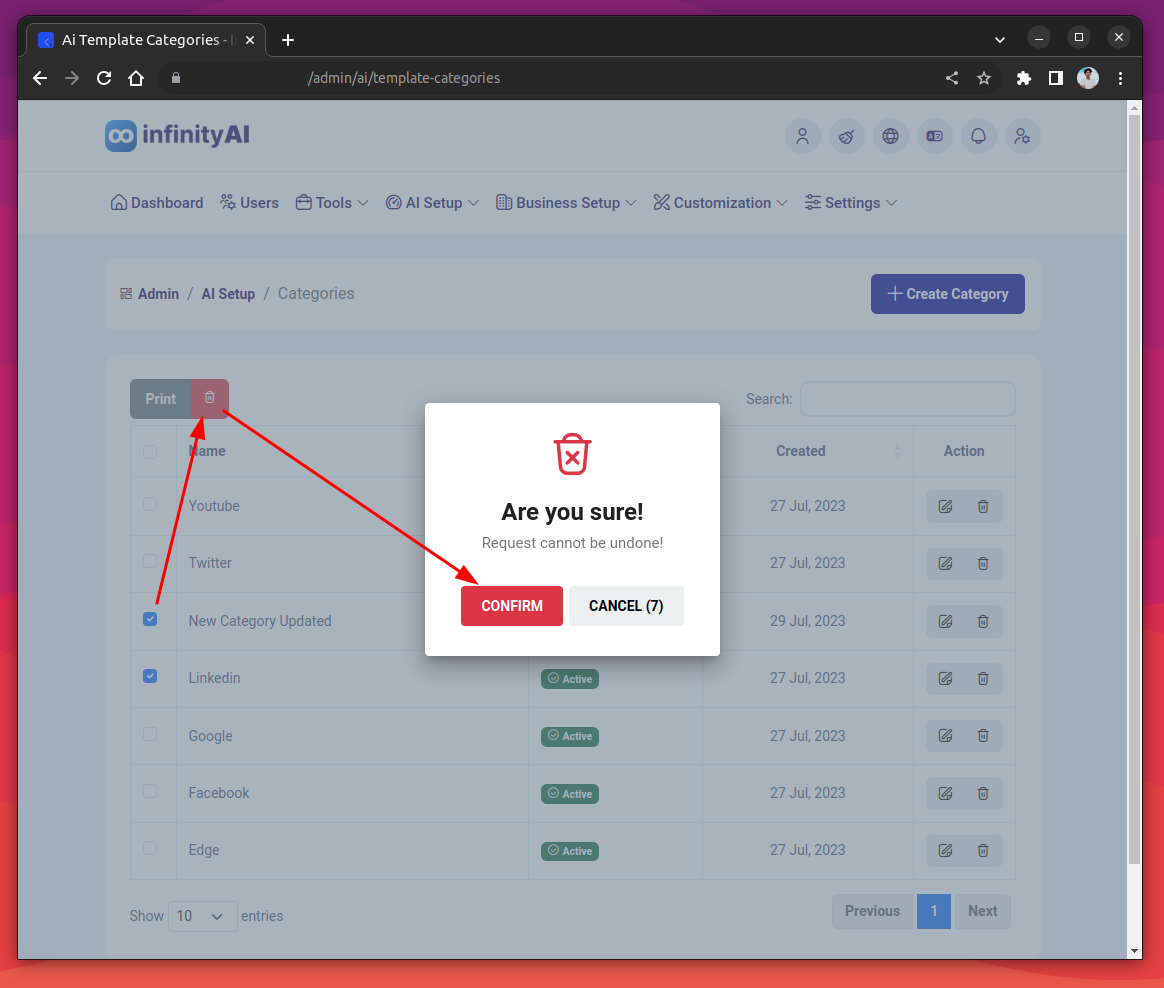 Ai Template Categories - I
/admin/ai/template-categories
infinityAI
Dashboard Users Tools AI Setup Business Setup Customization Settings
Admin / AI Setup / Categories
Create Category
Print
Search:
Name Created Action
Youtube 27 Jul, 2023
Twitter 27 Jul, 2023
New Category Updated 29 Jul, 2023
Linkedin Active 27 Jul, 2023
Google Active 27 Jul, 2023
Facebook Active 27 Jul, 2023
Edge Active 27 Jul, 2023
Are you sure!
Request cannot be undone!
CONFIRM CANCEL (7)
Show 10 entries
Previous 1 Next